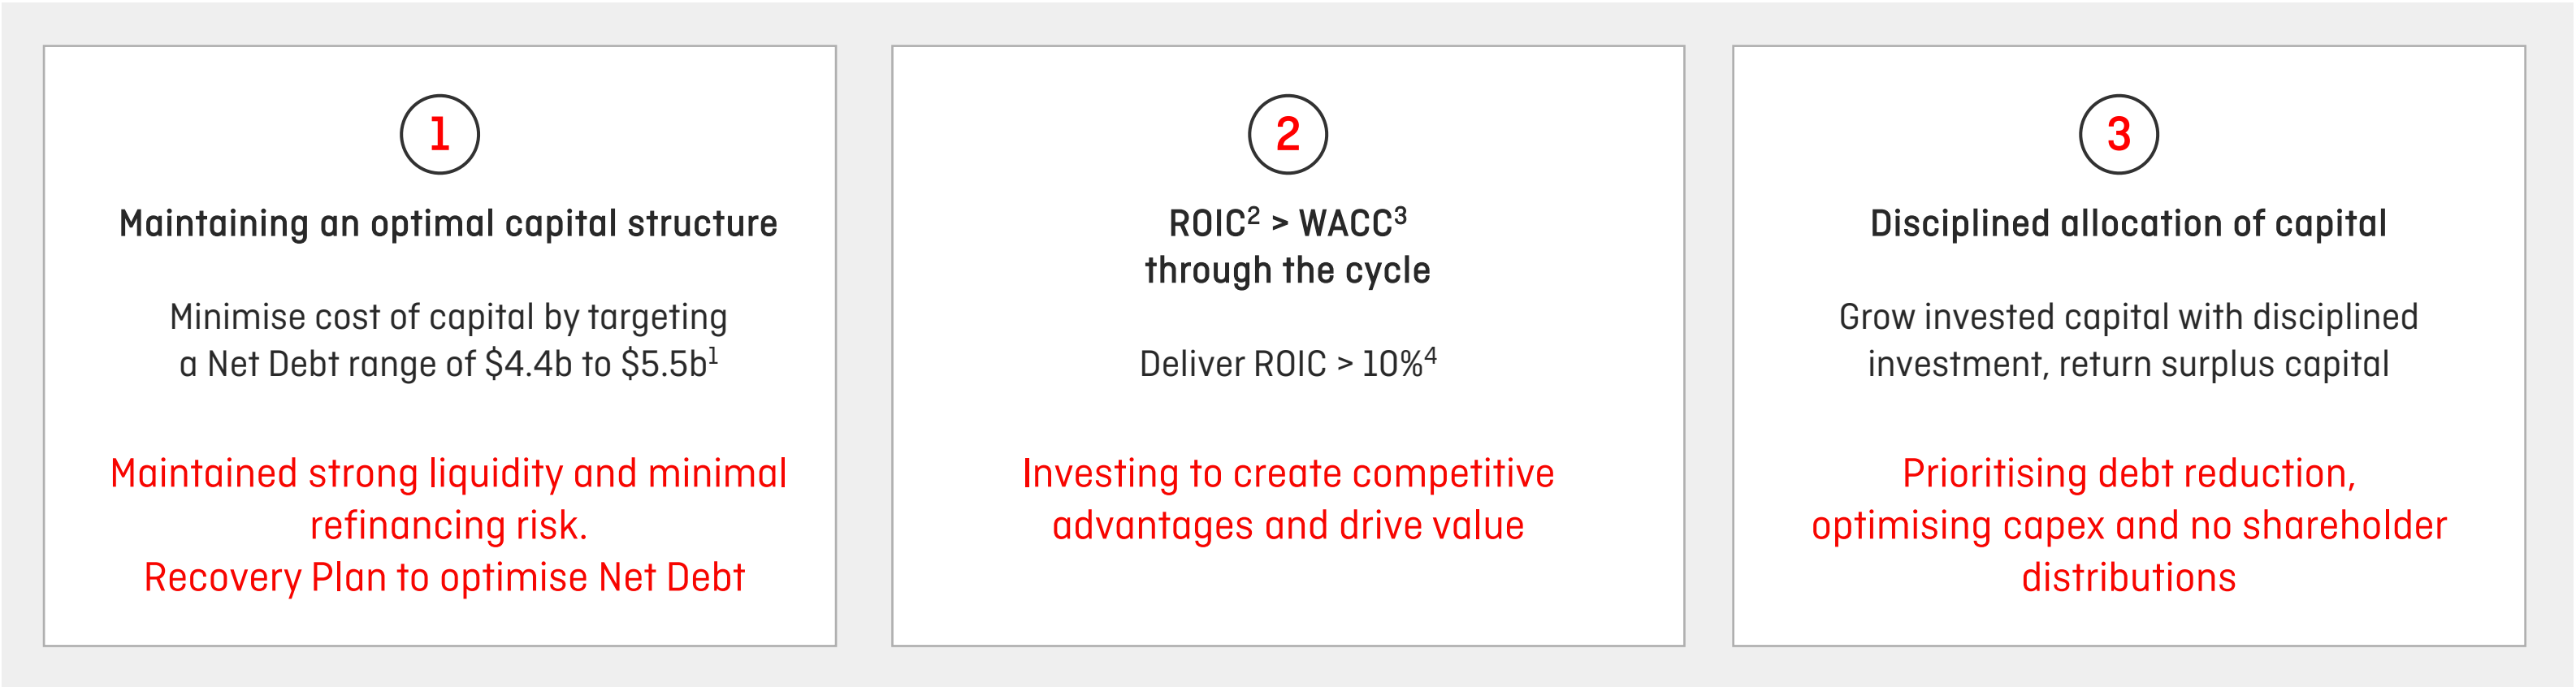 1
Maintaining an optimal capital structure
Minimise cost of capital by targeting
a Net Debt range of $4.4b to $5.5b¹
Maintained strong liquidity and minimal
refinancing risk.
Recovery Plan to optimise Net Debt
2
ROIC² > WACC³
through the cycle
Deliver ROIC > 10%⁴
Investing to create competitive
advantages and drive value
3
Disciplined allocation of capital
Grow invested capital with disciplined
investment, return surplus capital
Prioritising debt reduction,
optimising capex and no shareholder
distributions